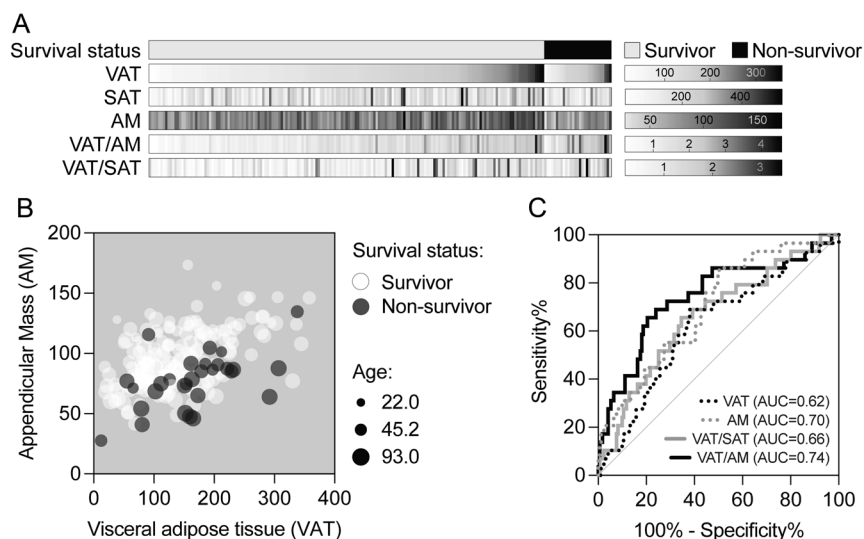 A
Survival status
Survivor
Non-survivor
VAT
100 200 300
SAT
200 400
AM
50 100 150
VAT/AM
1 2 3 4
VAT/SAT
1 2 3
B
Appendicular Mass (AM)
200
150
100
50
0
0 100 200 300 400
Visceral adipose tissue (VAT)
Survival status:
Survivor
Non-survivor
Age:
22.0
45.2
93.0
C
Sensitivity%
100
80
60
40
20
0
0 20 40 60 80 100
100% - Specificity%
VAT (AUC=0.62)
AM (AUC=0.70)
VAT/SAT (AUC=0.66)
VAT/AM (AUC=0.74)